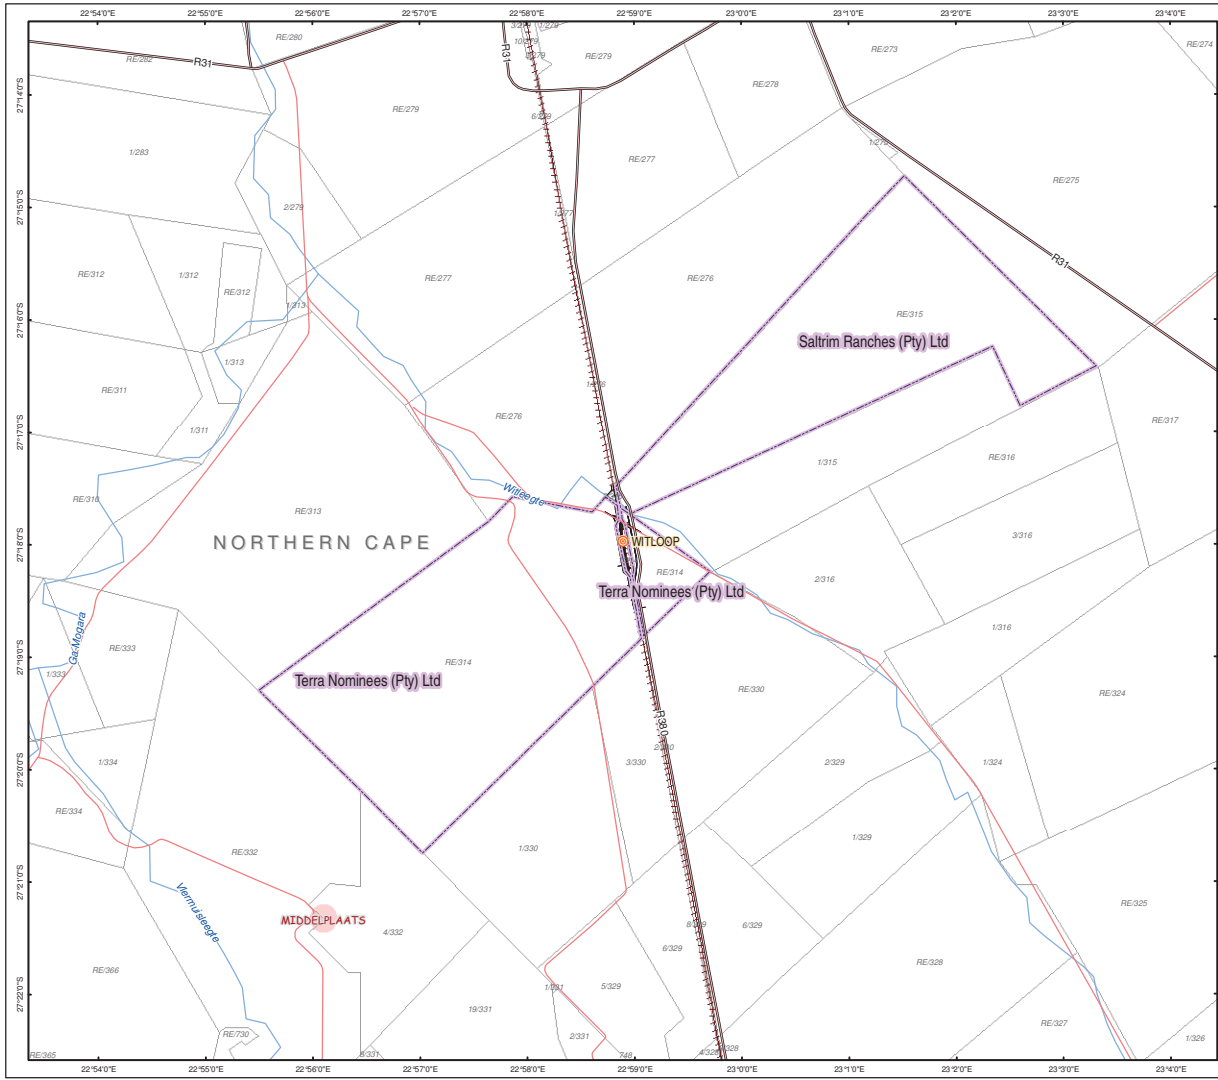 22°54'0"E 22°55'0"E 22°56'0"E 22°57'0"E 22°58'0"E 22°59'0"E 23°0'0"E 23°1'0"E 23°2'0"E 23°3'0"E 23°4'0"E
RE/280
1/279
RE/282
R31
R31
RE/279
RE/273
RE/274
RE/278
27°14'0"S
RE/279
1/283
RE/277
RE/275
27°15'0"S
2/279
RE/312
1/312
RE/312
RE/277
RE/276
R31
1/313
27°16'0"S
RE/315
Saltrim Ranches (Pty) Ltd
1/313
RE/311
RE/276
RE/317
27°17'0"S
1/311
1/315
RE/316
Witleegte
RE/310
RE/313
27°18'0"S
NORTHERN CAPE
WITLOOP
3/316
RE/314
2/316
Terra Nominees (Pty) Ltd
1/316
Ga-Mogara
RE/333
27°19'0"S
RE/314
1/333
Terra Nominees (Pty) Ltd
RE/330
RE/324
R380
27°20'0"S
1/334
3/330
2/329
1/324
RE/334
1/329
RE/332
1/330
27°21'0"S
Vlermuisleegte
MIDDELPLAATS
4/332
RE/325
6/329
6/329
RE/328
RE/366
27°22'0"S
1/331
5/329
19/331
RE/327
RE/730
2/331
1/326
RE/365
8/331
748
22°54'0"E 22°55'0"E 22°56'0"E 22°57'0"E 22°58'0"E 22°59'0"E 23°0'0"E 23°1'0"E 23°2'0"E 23°3'0"E 23°4'0"E